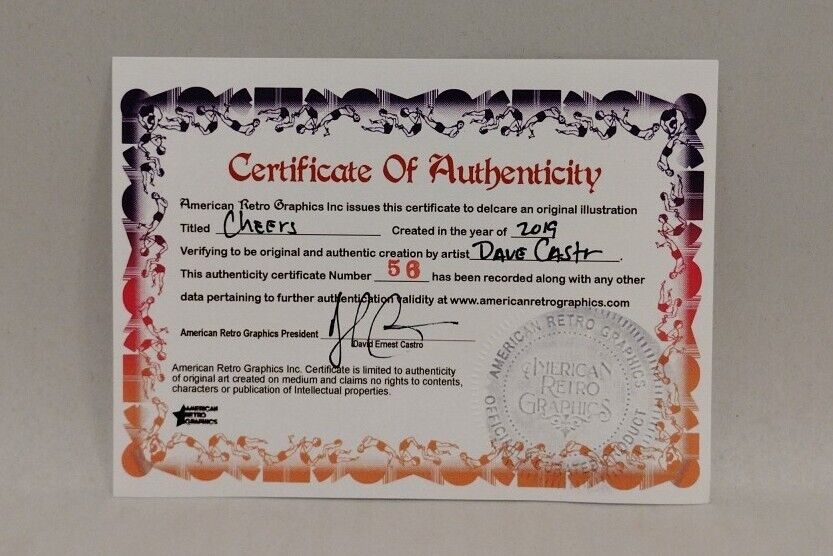 Certificate Of Authenticity
American Retro Graphics Inc issues this certificate to delcare an original illustration
Titled Cheers Created in the year of 2019
Verifying to be original and authentic creation by artist Dave Castr.
This authenticity certificate Number 56 has been recorded along with any other
data pertaining to further authentication validity at www.americanretrographics.com
American Retro Graphics President
David Ernest Castro
American Retro Graphics Inc. Certificate is limited to authenticity
of original art created on medium and claims no rights to contents,
characters or publication of Intellectual properties.
AMERICAN
RETRO
GRAPHICS
AMERICAN RETRO GRAPHICS
AMERICAN
RETRO
GRAPHICS
PRODUCT